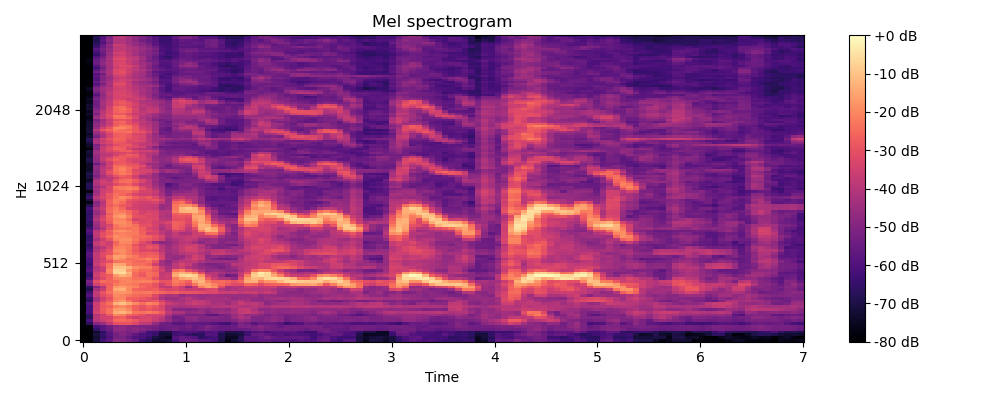 Mel spectrogram
+0 dB
2048
-10 dB
-20 dB
-30 dB
Hz
1024
-40 dB
-50 dB
512
-60 dB
-70 dB
0
-80 dB
0 1 2 3 4 5 6 7
Time